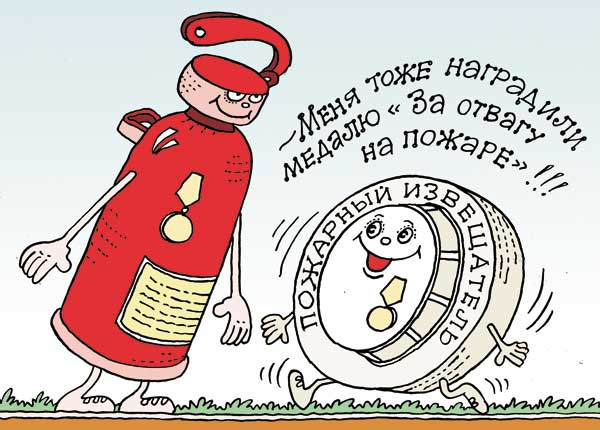 – Меня тоже наградили
медалю « За отвагу
на пожаре» !!!
ПОЖАРНЫЙ ИЗВЕЩАТЕЛЬ